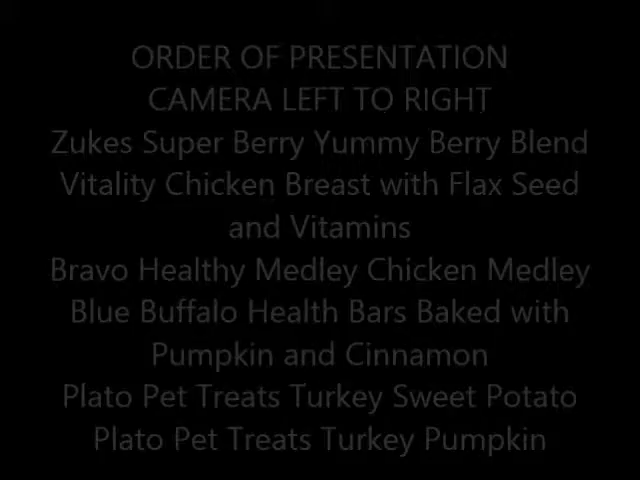 ORDER OF PRESENTATION
CAMERA LEFT TO RIGHT
Zukes Super Berry Yummy Berry Blend
Vitality Chicken Breast with Flax Seed
and Vitamins
Bravo Healthy Medley Chicken Medley
Blue Buffalo Health Bars Baked with
Pumpkin and Cinnamon
Plato Pet Treats Turkey Sweet Potato
Plato Pet Treats Turkey Pumpkin